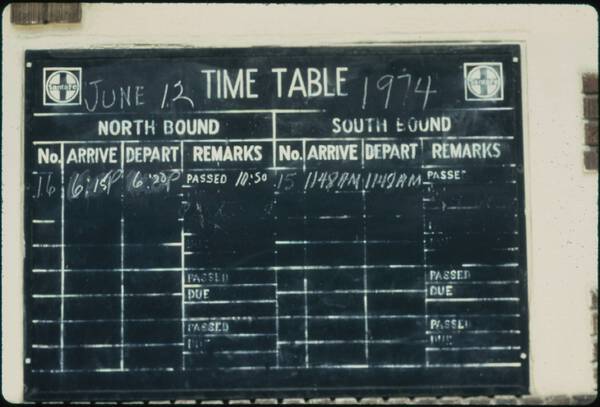 Santa Fe JUNE 12 TIME TABLE 1974 Santa Fe
NORTH BOUND SOUTH BOUND
No. ARRIVE DEPART REMARKS No. ARRIVE DEPART REMARKS
16 6:15P 6:20P PASSED 10:50 15 1148AM 1149AM PASSED
DUE
PASSED PASSED
DUE DUE
PASSED PASSED
DUE DUE